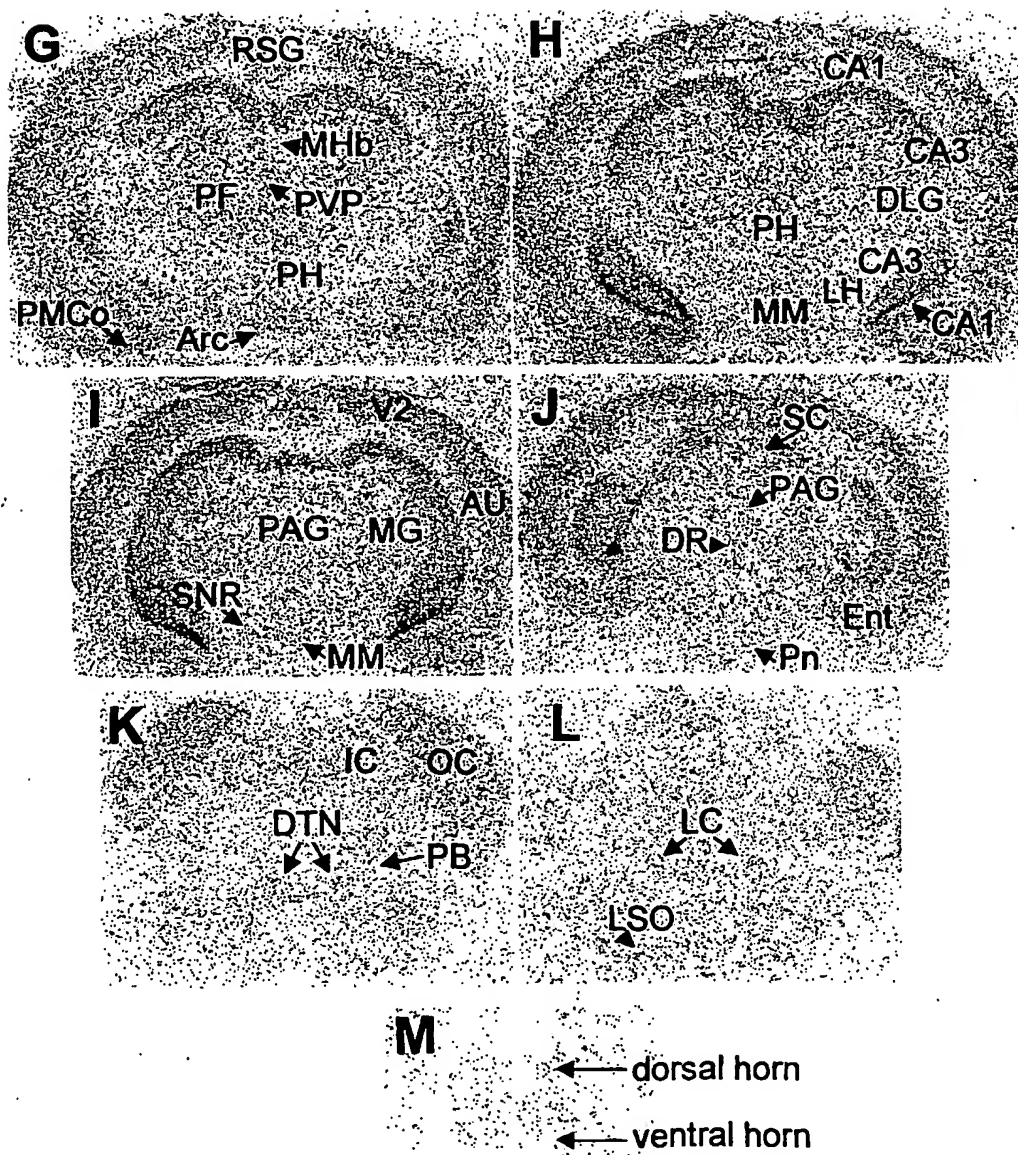 G
RSG
MHb
PF
PVP
PH
PMCo
Arc
H
CA1
CA3
DLG
PH
CA3
LH
MM
CA1
I
V2
AU
PAG
MG
SNR
MM
J
SC
PAG
DR
Ent
Pn
K
IC
OC
DTN
PB
L
LC
LSO
M
dorsal horn
ventral horn